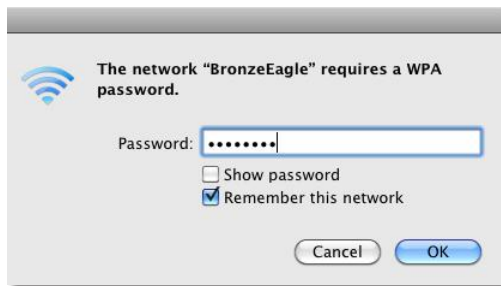 The network “BronzeEagle” requires a WPA
password.
Password: ••••••••
Show password
Remember this network
Cancel OK